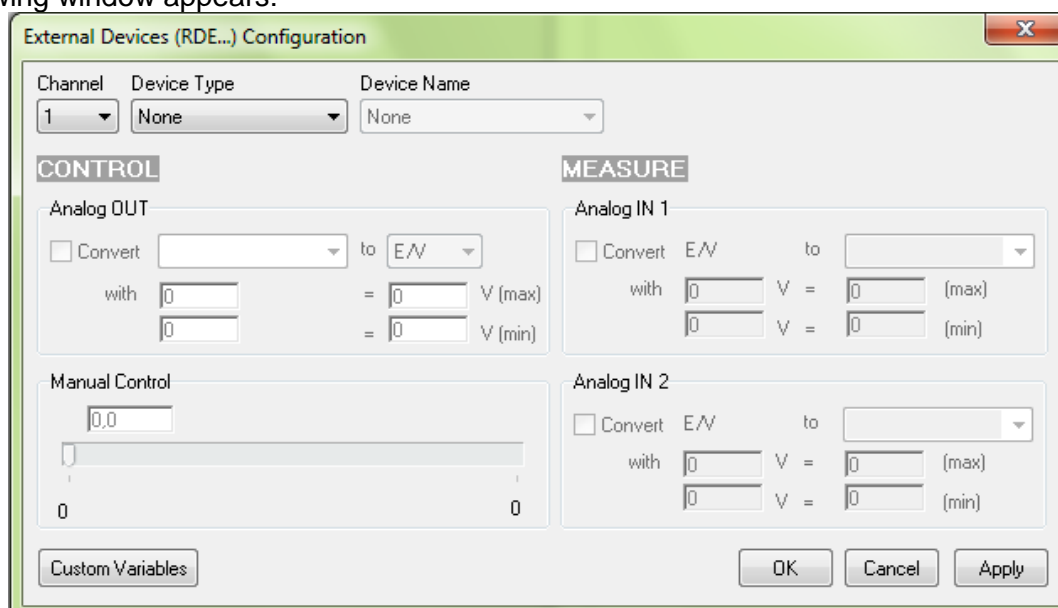 wing window appears:
External Devices (RDE...) Configuration
Channel Device Type Device Name
1 None None
CONTROL MEASURE
Analog OUT
Convert to E/V
with 0 = 0 V (max)
0 = 0 V (min)
Analog IN 1
Convert E/V to
with 0 V = 0 (max)
0 V = 0 (min)
Manual Control
0,0
0 0
Analog IN 2
Convert E/V to
with 0 V = 0 (max)
0 V = 0 (min)
Custom Variables OK Cancel Apply